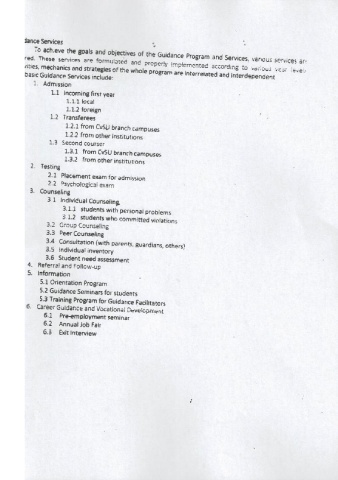 dance Services
To achieve the goals and objectives of the Guidance Program and Services, various services are
red. These services are formulated and properly implemented according to various year levels
mechanics and strategies of the whole program are interrelated and interdependent
basic Guidance Services include:
1. Admission
1.1 Incoming first year
1.1.1 local
1.1.2 foreign
1.2 Transferees
1.2.1 from CvSU branch campuses
1.2.2 from other institutions
1.3 Second courser
1.3.1 from CvSU branch campuses
1.3.2 from other institutions
2. Testing
2.1 Placement exam for admission
2.2 Psychological exam
3. Counseling
3.1 Individual Counseling,
3.1.1 students with personal problems
3.1.2 students who committed violations
3.2 Group Counseling
3.3 Peer Counseling
3.4 Consultation (with parents, guardians, others)
3.5 Individual inventory
3.6 Student need assessment
4. Referral and Follow-up
5. Information
5.1 Orientation Program
5.2 Guidance Seminars for students
5.3 Training Program for Guidance Facilitators
6. Career Guidance and Vocational Development
6.1 Pre-employment seminar
6.2 Annual Job Fair
6.3 Exit Interview